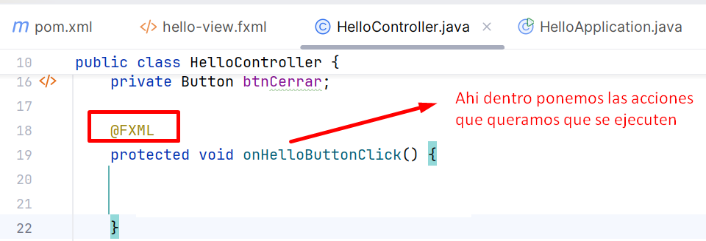 pom.xml </> hello-view.fxml HelloController.java × HelloApplication.java
10 public class HelloController {
16 </> private Button btnCerrar;
17
18 @FXML
19 protected void onHelloButtonClick() {
20
21
22 }
Ahi dentro ponemos las acciones
que queramos que se ejecuten